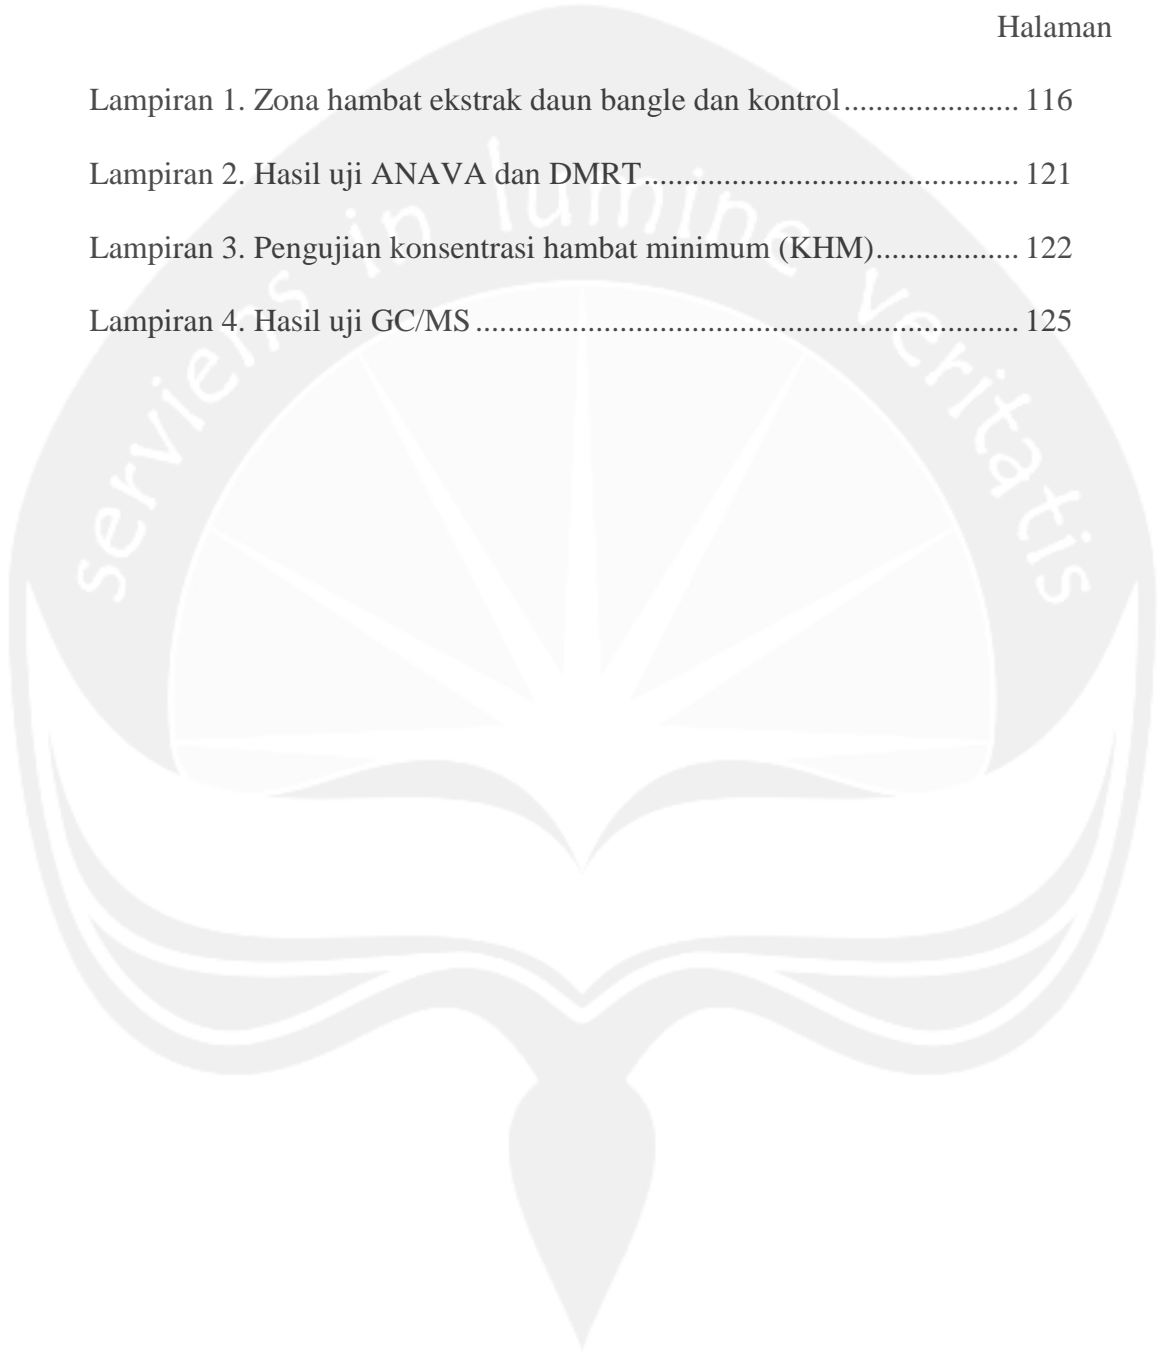 Halaman
Lampiran 1. Zona hambat ekstrak daun bangle dan kontrol ...................... 116
Lampiran 2. Hasil uji ANAVA dan DMRT ............................................... 121
Lampiran 3. Pengujian konsentrasi hambat minimum (KHM) .................. 122
Lampiran 4. Hasil uji GC/MS .................................................................... 125
serviens in lumine veritatis